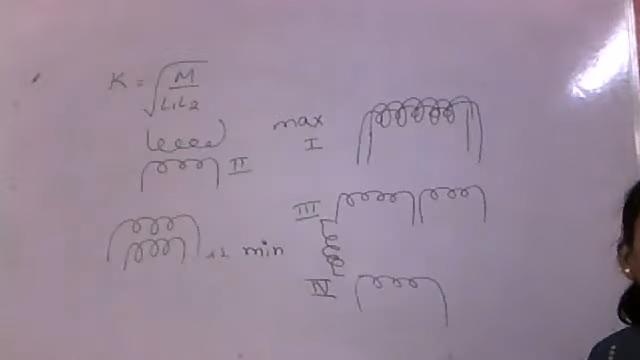 K = √M/L1L2
max
I
II
III
min
IV